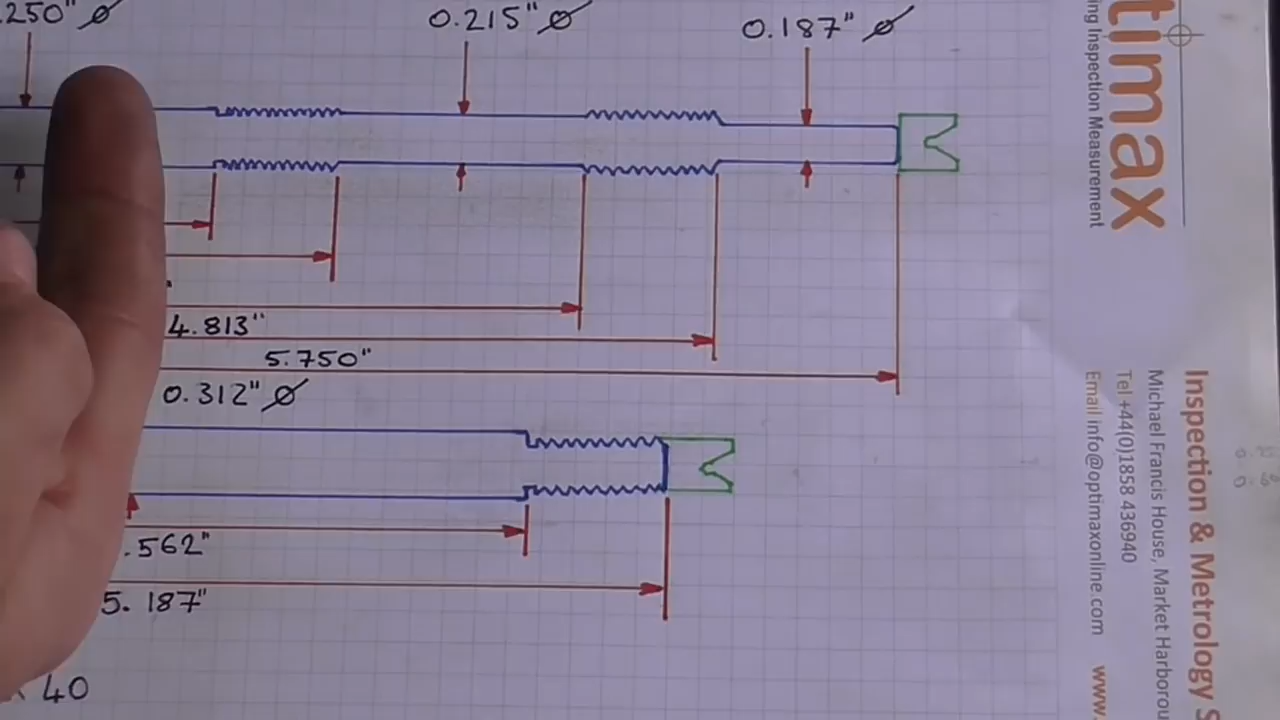 .250" ⌀
0.215" ⌀
0.187" ⌀
4.813"
5.750"
0.312" ⌀
.562"
5.187"
40
timax
ing Inspection Measurement
Inspection & Metrology S
Michael Francis House, Market Harborou
Tel +44(0)1858 436940
Email info@optimaxonline.com www.